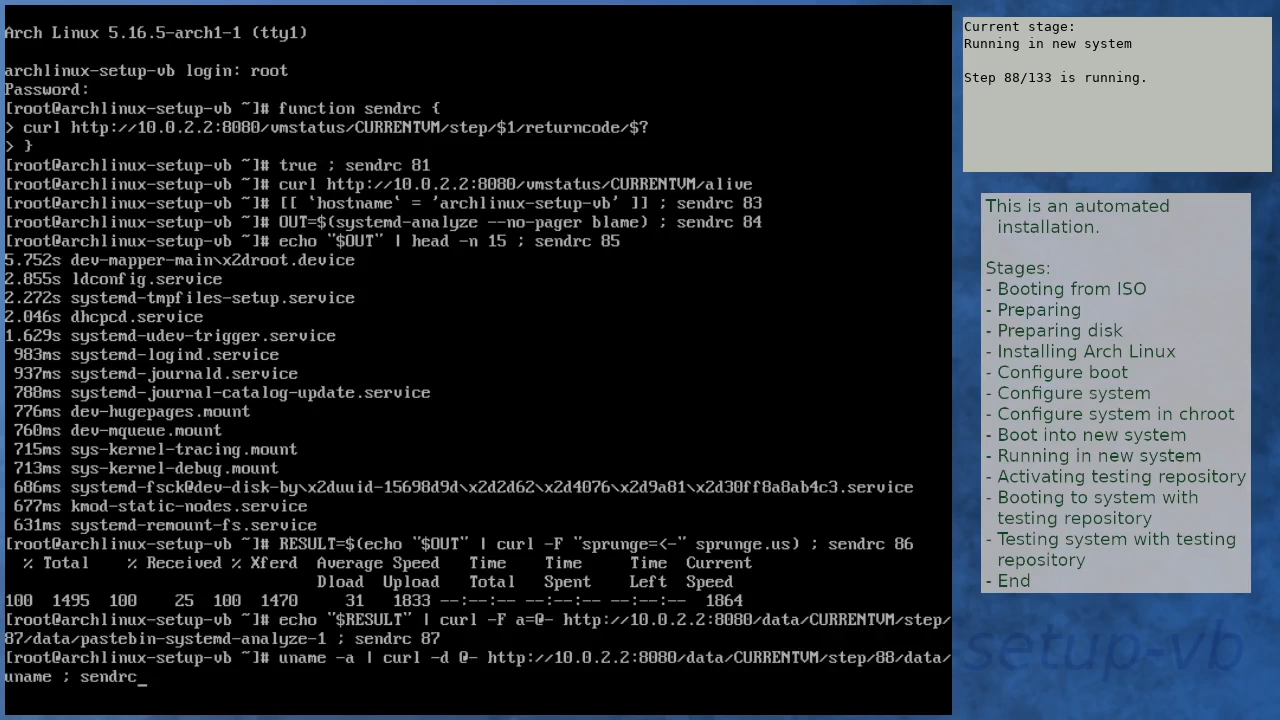 Arch Linux 5.16.5-arch1-1 (tty1)
archlinux-setup-vb login: root
Password:
[root@archlinux-setup-vb ~]# function sendrc {
> curl http://10.0.2.2:8080/vmstatus/CURRENTVM/step/$1/returncode/$?
> }
[root@archlinux-setup-vb ~]# true ; sendrc 81
[root@archlinux-setup-vb ~]# curl http://10.0.2.2:8080/vmstatus/CURRENTVM/alive
[root@archlinux-setup-vb ~]# [[ `hostname` = 'archlinux-setup-vb' ]] ; sendrc 83
[root@archlinux-setup-vb ~]# OUT=$(systemd-analyze --no-pager blame) ; sendrc 84
[root@archlinux-setup-vb ~]# echo "$OUT" | head -n 15 ; sendrc 85
5.752s dev-mapper-main\x2droot.device
2.855s ldconfig.service
2.272s systemd-tmpfiles-setup.service
2.046s dhcpcd.service
1.629s systemd-udev-trigger.service
983ms systemd-logind.service
937ms systemd-journald.service
788ms systemd-journal-catalog-update.service
776ms dev-hugepages.mount
760ms dev-mqueue.mount
715ms sys-kernel-tracing.mount
713ms sys-kernel-debug.mount
686ms systemd-fsck@dev-disk-by\x2duuid-15698d9d\x2d2d62\x2d4076\x2d9a81\x2d30ff8a8ab4c3.service
677ms kmod-static-nodes.service
631ms systemd-remount-fs.service
[root@archlinux-setup-vb ~]# RESULT=$(echo "$OUT" | curl -F "sprunge=<-" sprunge.us) ; sendrc 86
% Total % Received % Xferd Average Speed Time Time Time Current
Dload Upload Total Spent Left Speed
100 1495 100 25 100 1470 31 1833 --:--:-- --:--:-- --:--:-- 1864
[root@archlinux-setup-vb ~]# echo "$RESULT" | curl -F a=@- http://10.0.2.2:8080/data/CURRENTVM/step/
87/data/pastebin-systemd-analyze-1 ; sendrc 87
[root@archlinux-setup-vb ~]# uname -a | curl -d @- http://10.0.2.2:8080/data/CURRENTVM/step/88/data/
uname ; sendrc_
Current stage:
Running in new system
Step 88/133 is running.
This is an automated
installation.
Stages:
- Booting from ISO
- Preparing
- Preparing disk
- Installing Arch Linux
- Configure boot
- Configure system
- Configure system in chroot
- Boot into new system
- Running in new system
- Activating testing repository
- Booting to system with
testing repository
- Testing system with testing
repository
- End
setup-vb